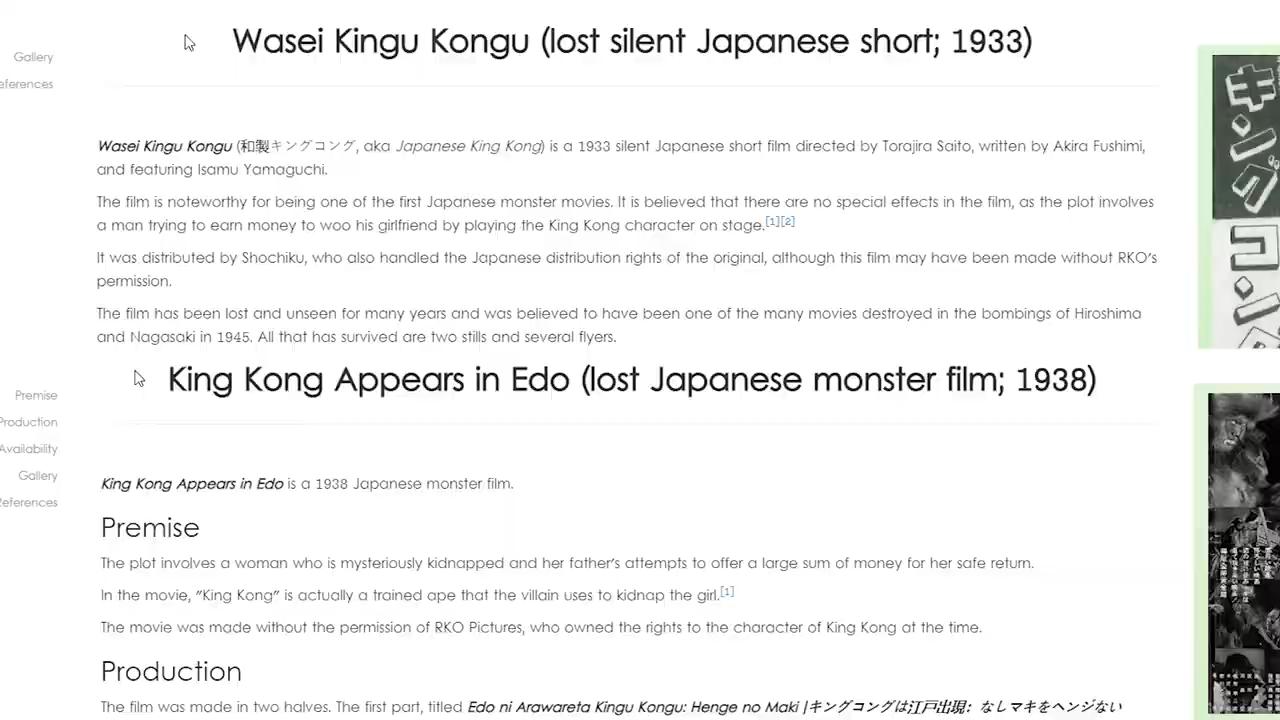 Wasei Kingu Kongu (lost silent Japanese short; 1933)
Gallery
eferences
Wasei Kingu Kongu (和製キングコング, aka Japanese King Kong) is a 1933 silent Japanese short film directed by Torajira Saito, written by Akira Fushimi,
and featuring Isamu Yamaguchi.
The film is noteworthy for being one of the first Japanese monster movies. It is believed that there are no special effects in the film, as the plot involves
a man trying to earn money to woo his girlfriend by playing the King Kong character on stage.[1][2]
It was distributed by Shochiku, who also handled the Japanese distribution rights of the original, although this film may have been made without RKO's
permission.
The film has been lost and unseen for many years and was believed to have been one of the many movies destroyed in the bombings of Hiroshima
and Nagasaki in 1945. All that has survived are two stills and several flyers.
キング
コン
King Kong Appears in Edo (lost Japanese monster film; 1938)
Premise
Production
Availability
Gallery
References
King Kong Appears in Edo is a 1938 Japanese monster film.
Premise
The plot involves a woman who is mysteriously kidnapped and her father's attempts to offer a large sum of money for her safe return.
In the movie, "King Kong" is actually a trained ape that the villain uses to kidnap the girl.[1]
The movie was made without the permission of RKO Pictures, who owned the rights to the character of King Kong at the time.
Production
The film was made in two halves. The first part, titled Edo ni Arawareta Kingu Kongu: Henge no Maki |キングコングは江戸出現：なしマキをヘンジない